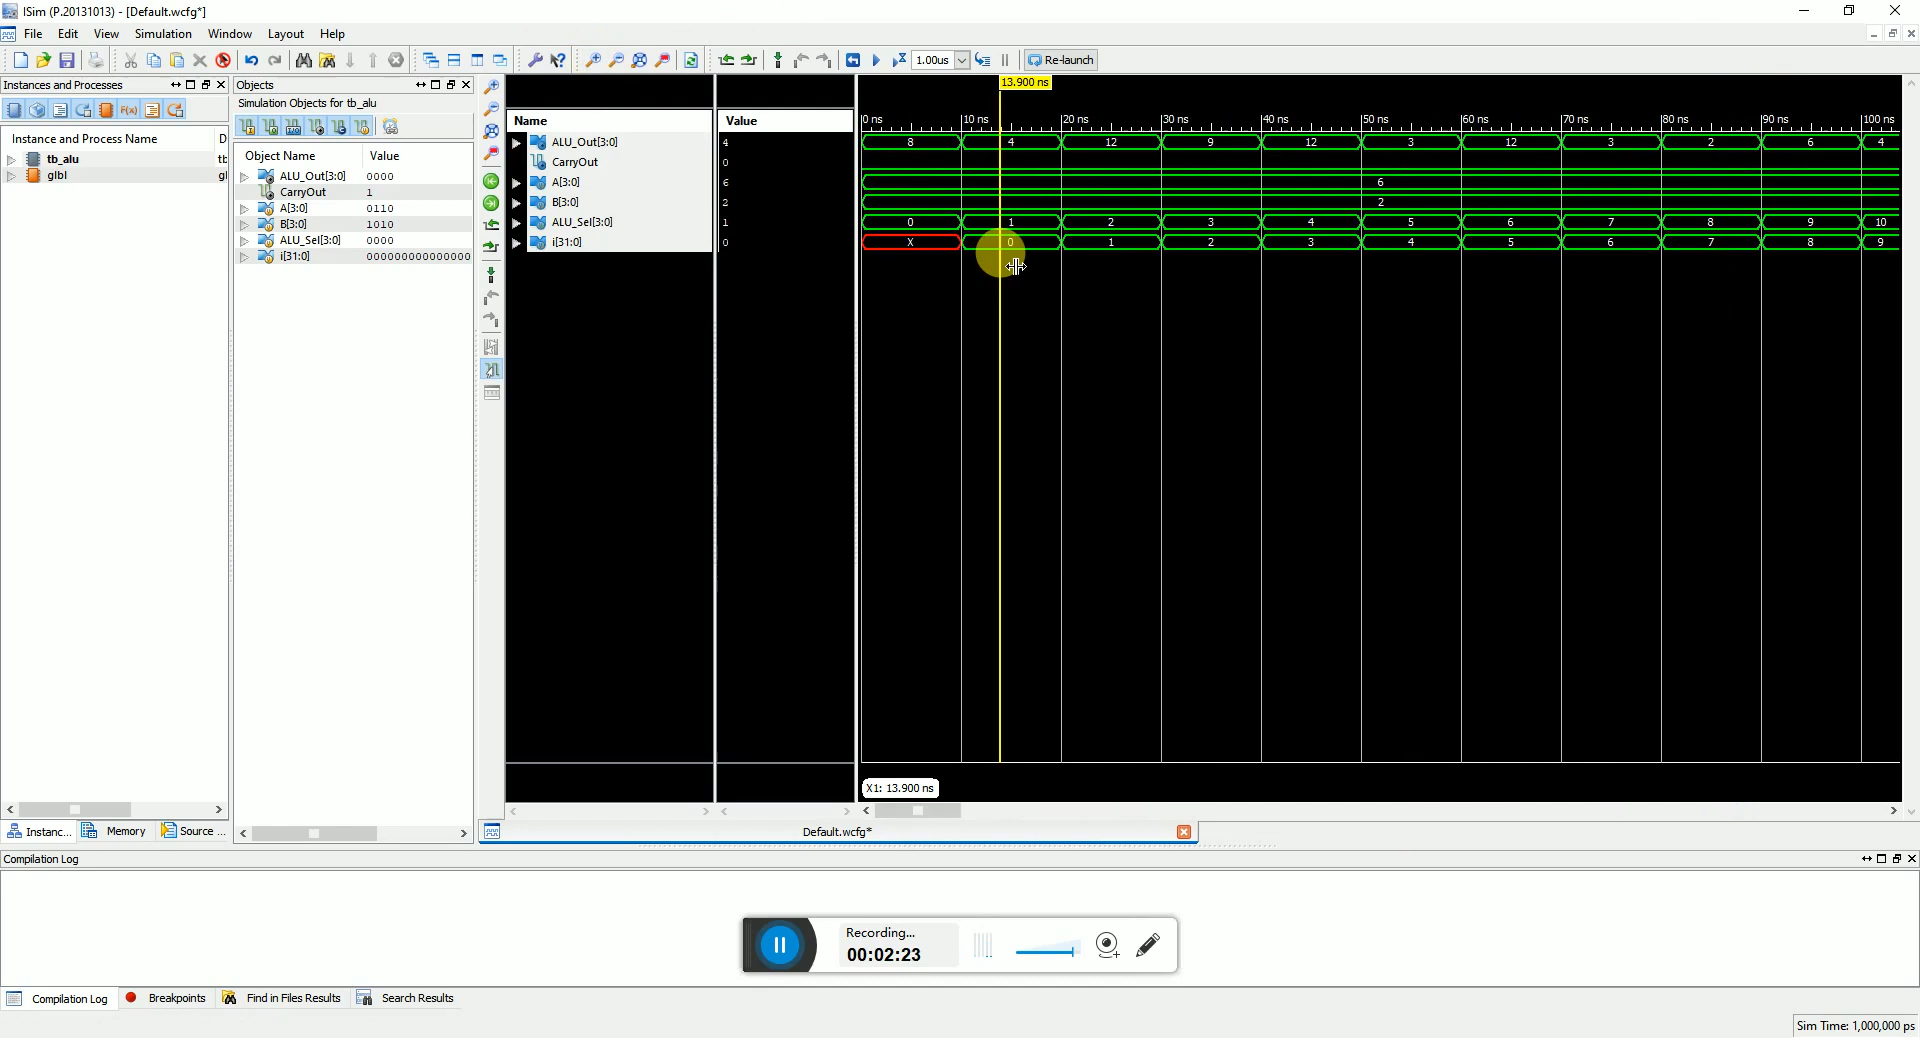 ISim (P.20131013) - [Default.wcfg*]
File Edit View Simulation Window Layout Help
1.00us Re-launch
Instances and Processes
Instance and Process Name D
tb_alu tb
glbl gl
Instanc... Memory Source ...
Objects
Simulation Objects for tb_alu
Object Name Value
ALU_Out[3:0] 0000
CarryOut 1
A[3:0] 0110
B[3:0] 1010
ALU_Sel[3:0] 0000
i[31:0] 000000000000000
Name Value
ALU_Out[3:0] 4
CarryOut 0
A[3:0] 6
B[3:0] 2
ALU_Sel[3:0] 1
i[31:0] 0
13.900 ns
0 ns 10 ns 20 ns 30 ns 40 ns 50 ns 60 ns 70 ns 80 ns 90 ns 100 ns
8 4 12 9 12 3 12 3 2 6 4
6
2
0 1 2 3 4 5 6 7 8 9 10
X 0 1 2 3 4 5 6 7 8 9
X1: 13.900 ns
Default.wcfg*
Compilation Log
Recording...
00:02:23
Compilation Log Breakpoints Find in Files Results Search Results
Sim Time: 1,000,000 ps